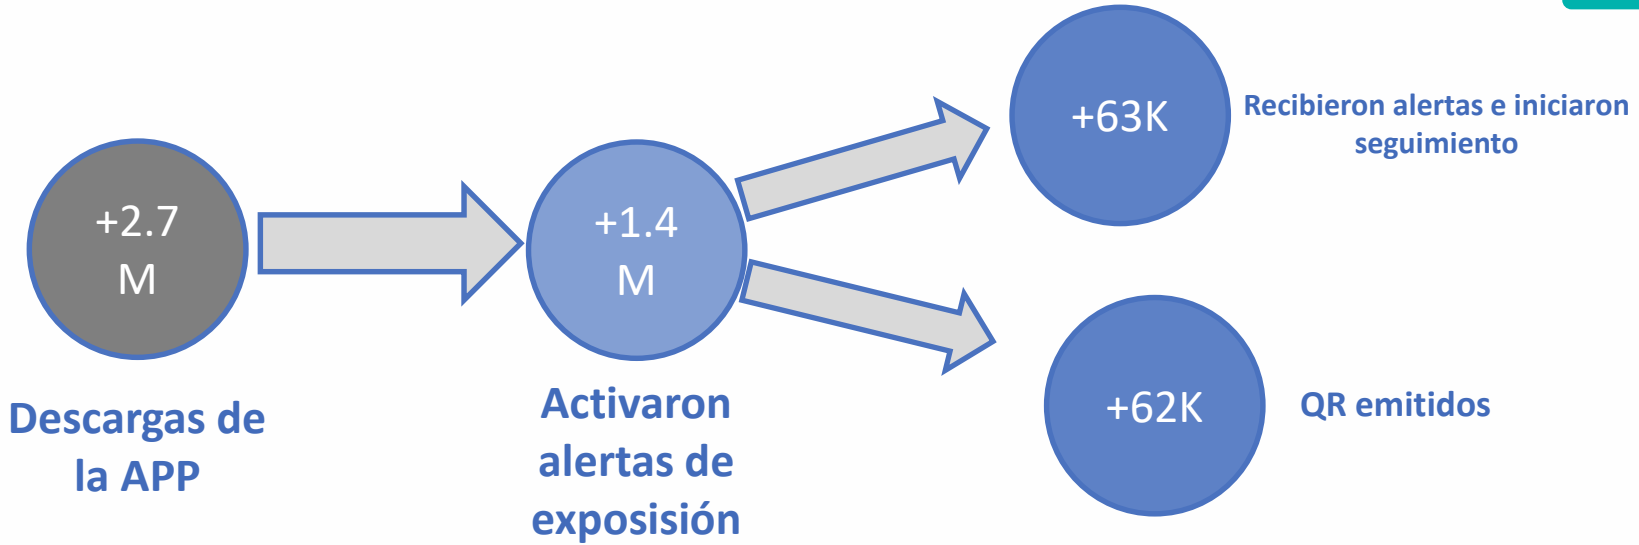 +2.7
M
Descargas de
la APP
+1.4
M
Activaron
alertas de
exposisión
+63K
Recibieron alertas e iniciaron
seguimiento
+62K
QR emitidos